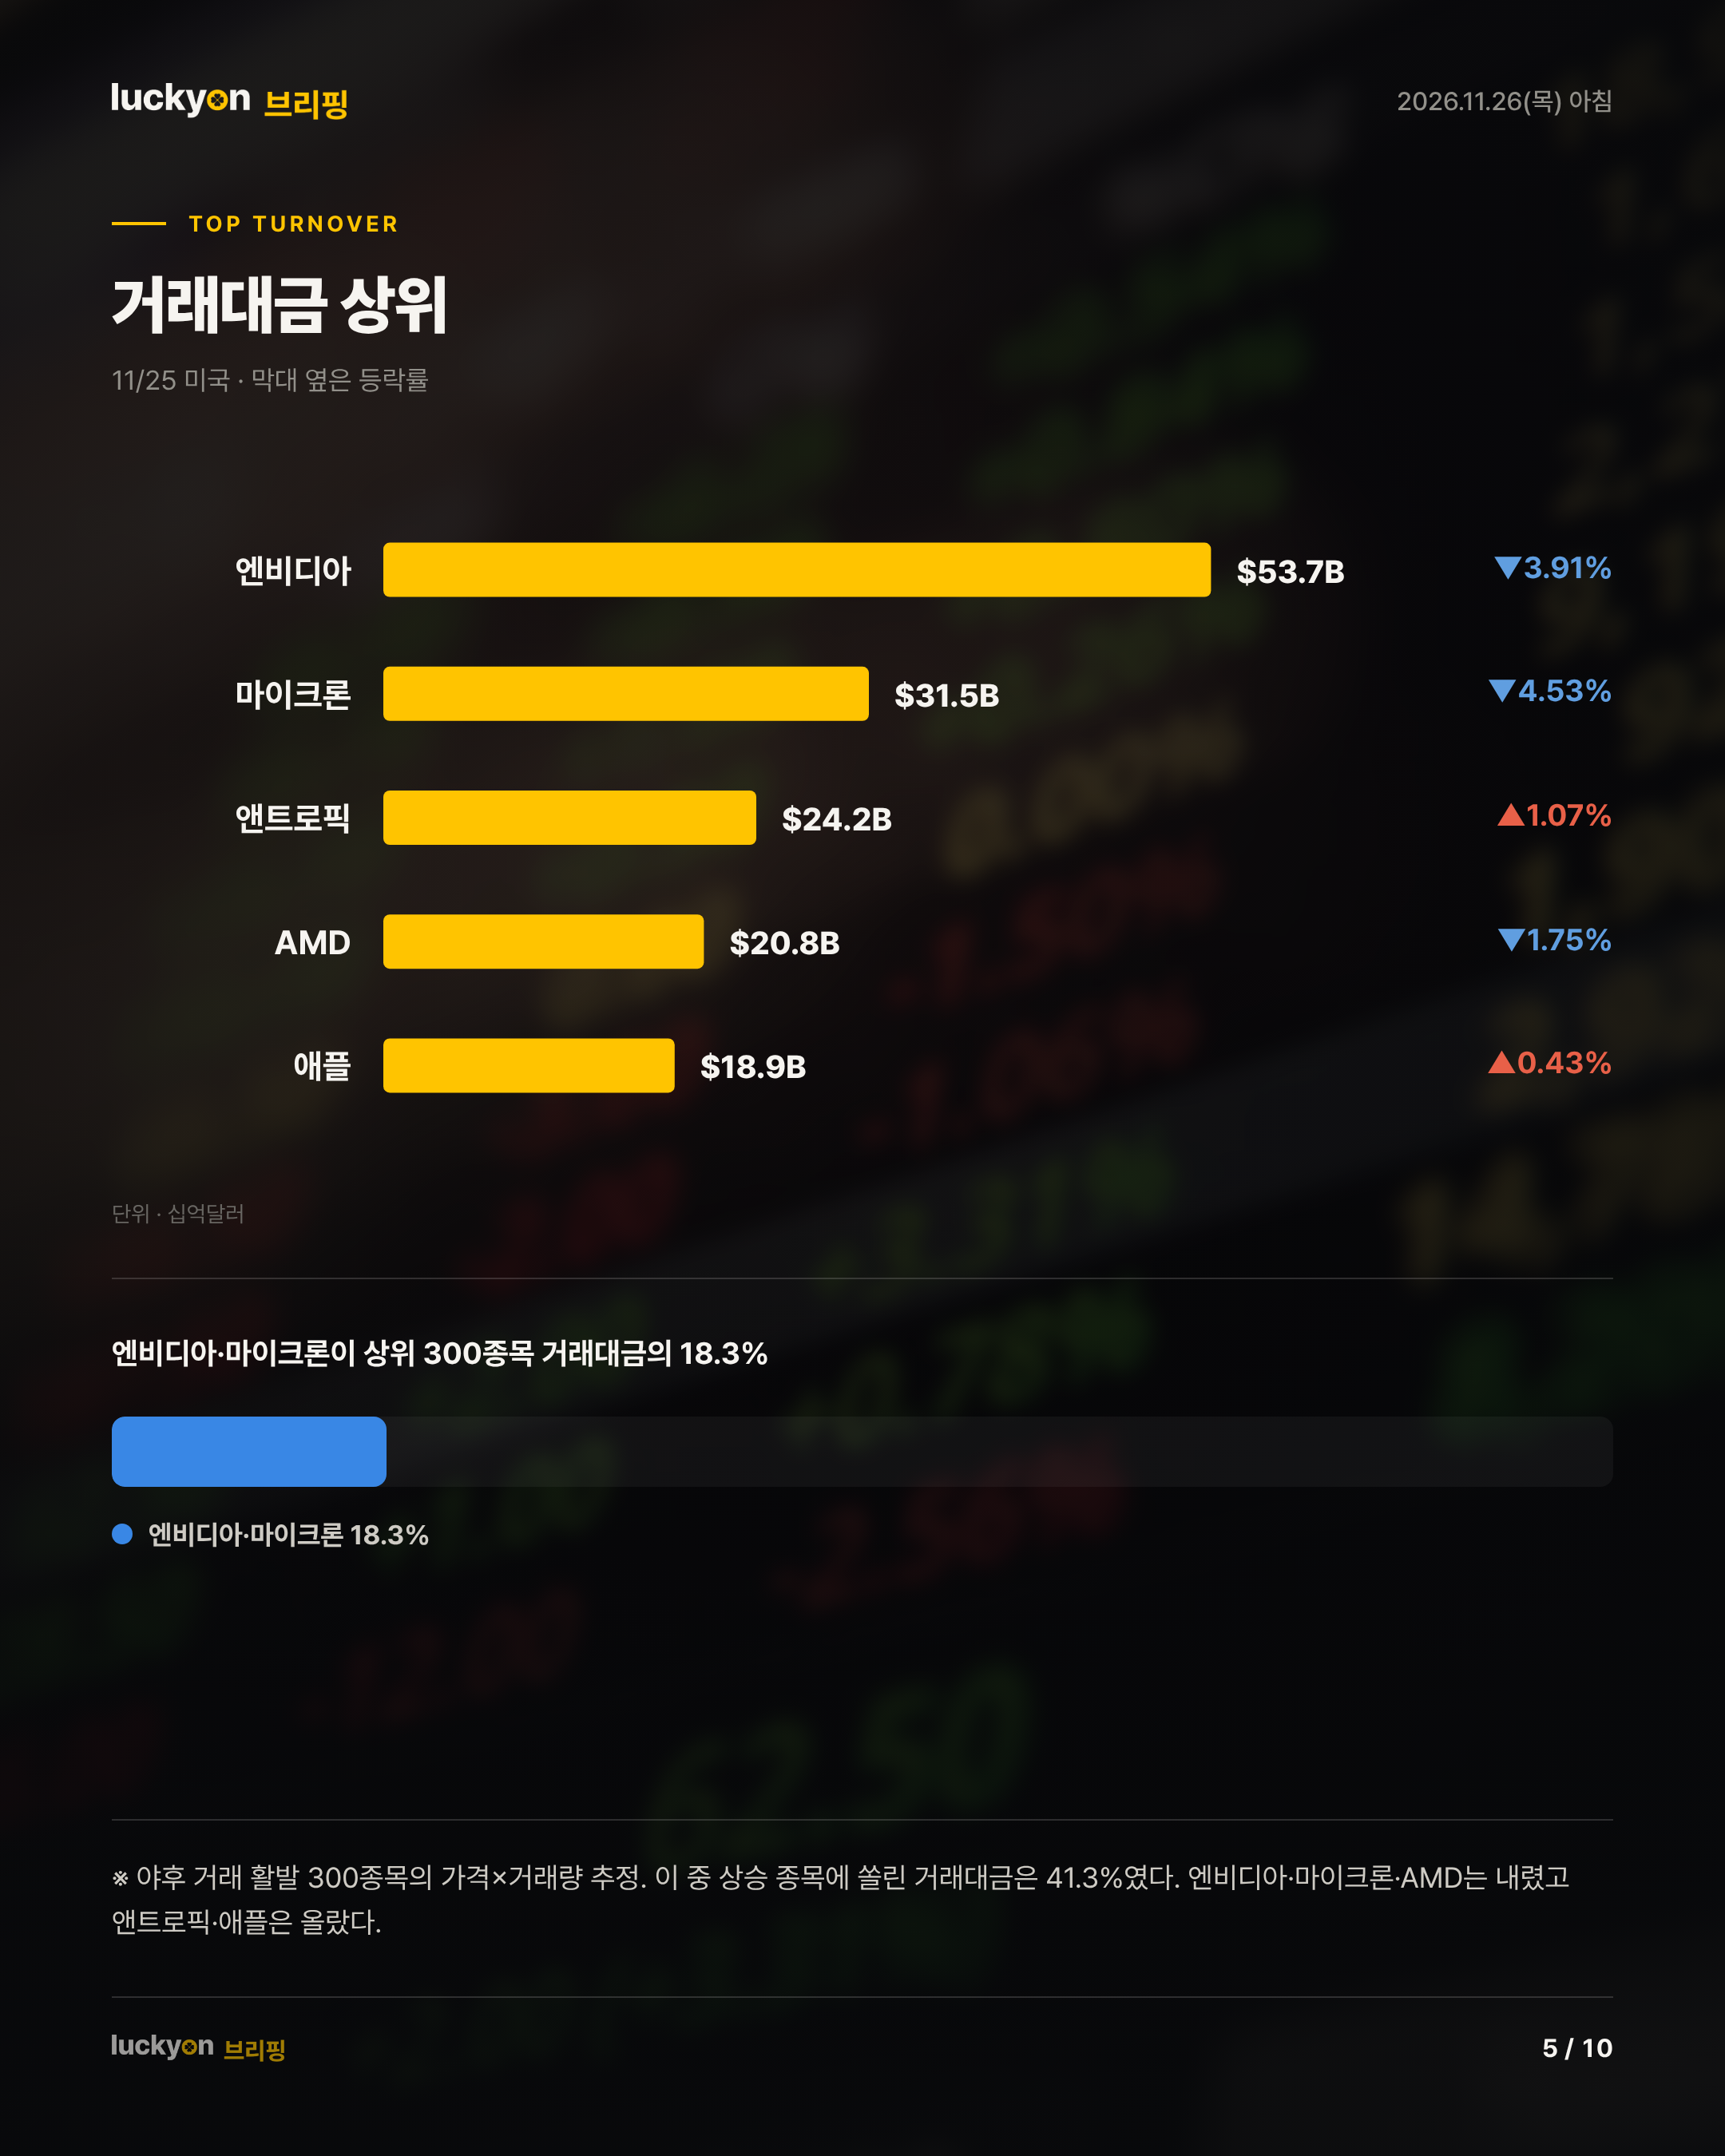 luckyon 브리핑
2026.11.26(목) 아침
TOP TURNOVER
거래대금 상위
11/25 미국 · 막대 옆은 등락률
엔비디아 $53.7B ▼3.91%
마이크론 $31.5B ▼4.53%
앤트로픽 $24.2B ▲1.07%
AMD $20.8B ▼1.75%
애플 $18.9B ▲0.43%
단위 · 십억달러
엔비디아·마이크론이 상위 300종목 거래대금의 18.3%
엔비디아·마이크론 18.3%
※ 야후 거래 활발 300종목의 가격×거래량 추정. 이 중 상승 종목에 쏠린 거래대금은 41.3%였다. 엔비디아·마이크론·AMD는 내렸고
앤트로픽·애플은 올랐다.
luckyon 브리핑
5 / 10